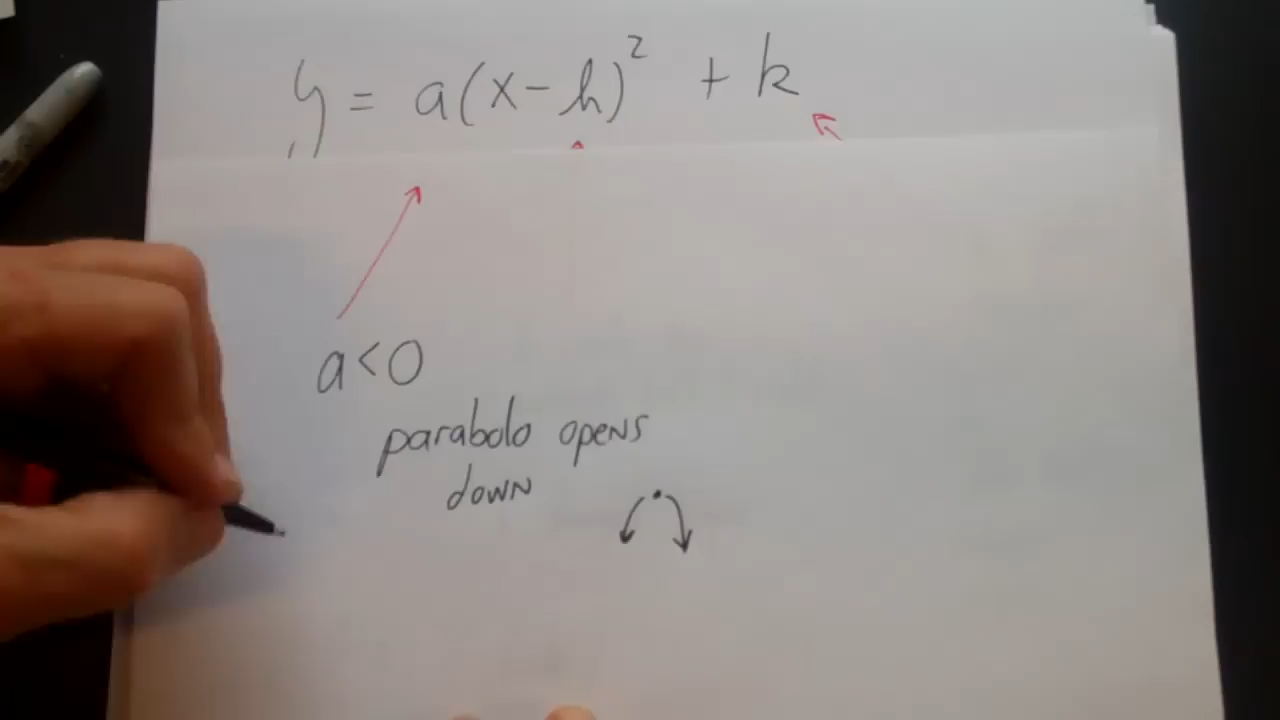 y = a(x-h)² + k
a<0
parabola opens
down